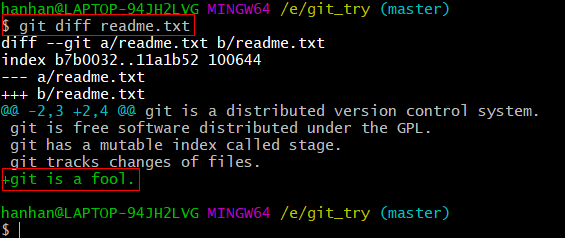 hanhan@LAPTOP-94JH2LVG MINGW64 /e/git_try (master)
$ git diff readme.txt
diff --git a/readme.txt b/readme.txt
index b7b0032..11a1b52 100644
--- a/readme.txt
+++ b/readme.txt
@@ -2,3 +2,4 @@ git is a distributed version control system.
 git is free software distributed under the GPL.
 git has a mutable index called stage.
 git tracks changes of files.
+git is a fool.
hanhan@LAPTOP-94JH2LVG MINGW64 /e/git_try (master)
$